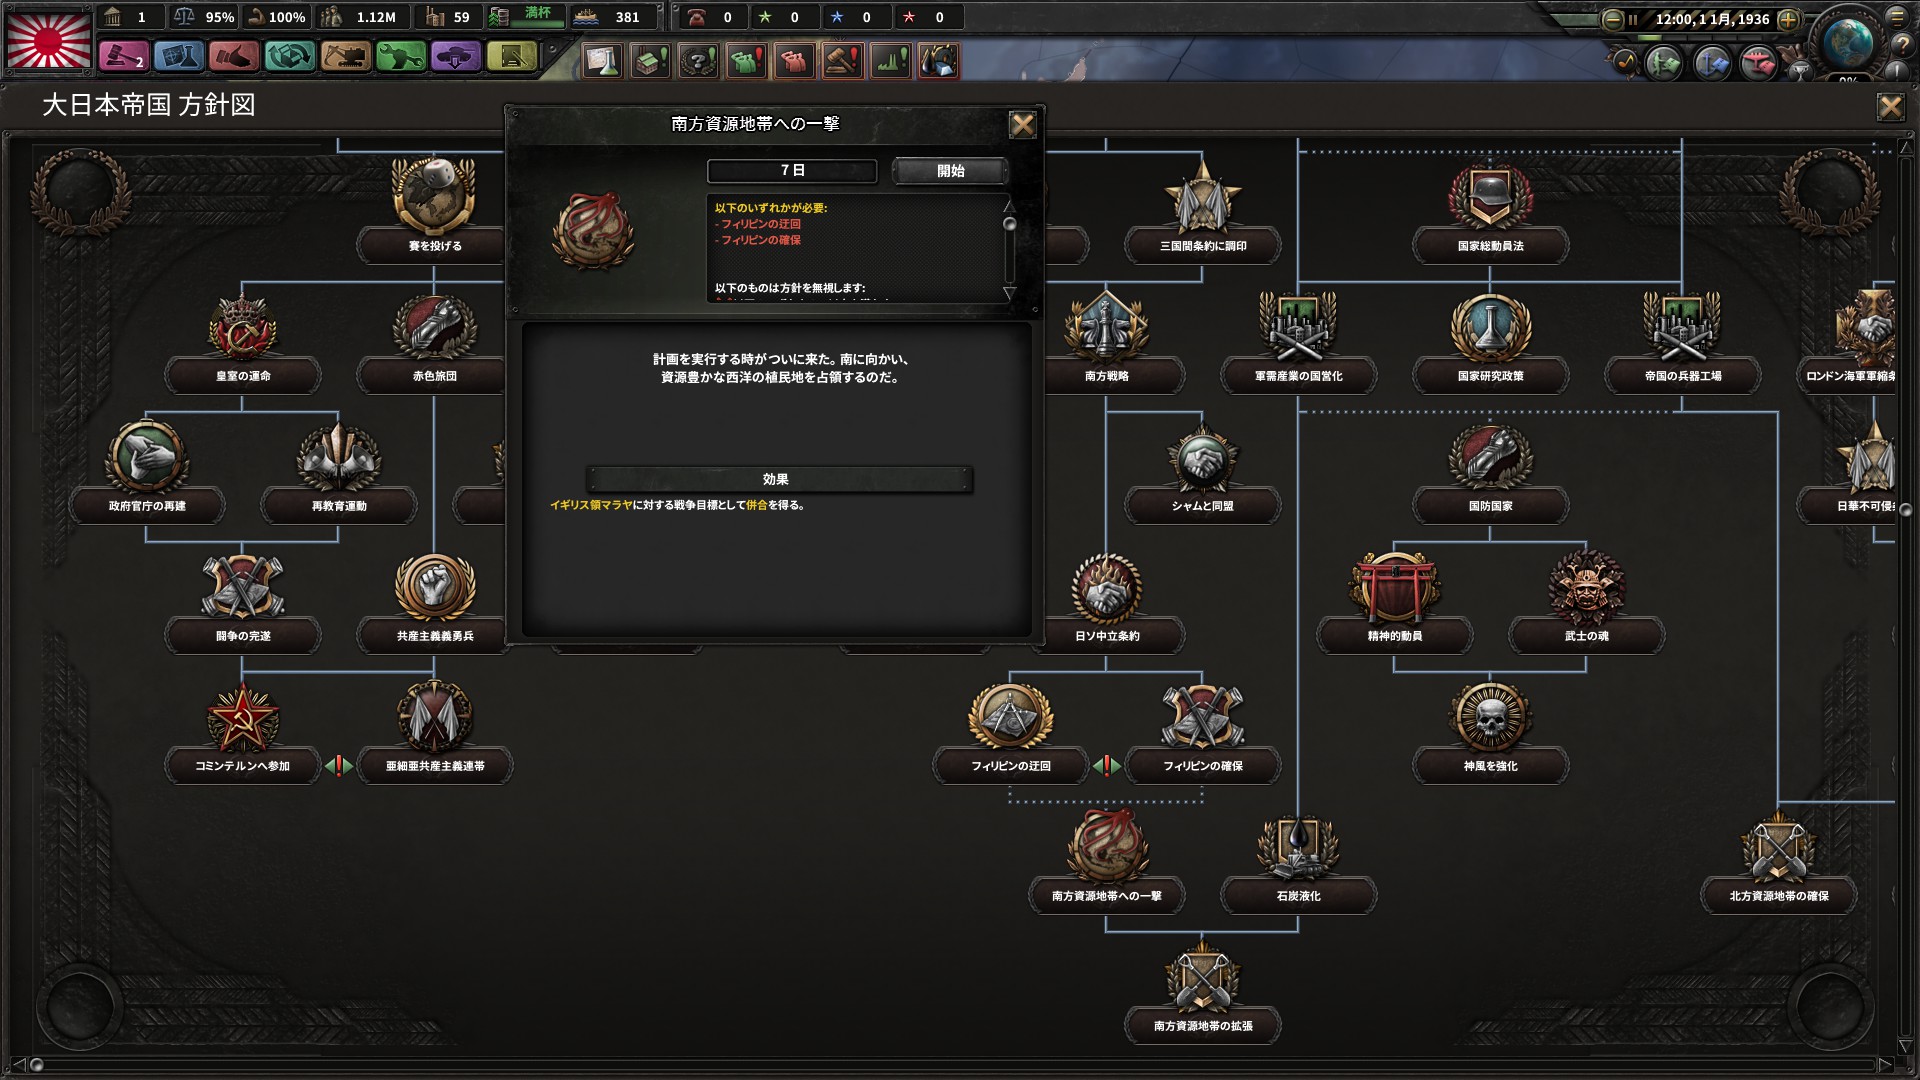 1
95%
100%
1.12M
59
満杯
381
0
0
0
0
12:00, 1 1月, 1936
2
大日本帝国 方針図
南方資源地帯への一撃
7日
開始
以下のいずれかが必要:
- フィリピンの迂回
- フィリピンの確保
以下のものは方針を無視します:
計画を実行する時がついに来た。南に向かい、
資源豊かな西洋の植民地を占領するのだ。
効果
イギリス領マラヤに対する戦争目標として併合を得る。
賽を投げる
三国間条約に調印
国家総動員法
皇室の運命
赤色旅団
南方戦略
軍需産業の国営化
国家研究政策
帝国の兵器工場
ロンドン海軍軍縮条
政府官庁の再建
再教育運動
シャムと同盟
国防国家
日華不可侵条
闘争の完遂
共産主義義勇兵
日ソ中立条約
精神的動員
武士の魂
コミンテルンへ参加
亜細亜共産主義連帯
フィリピンの迂回
フィリピンの確保
神風を強化
南方資源地帯への一撃
石炭液化
北方資源地帯の確保
南方資源地帯の拡張